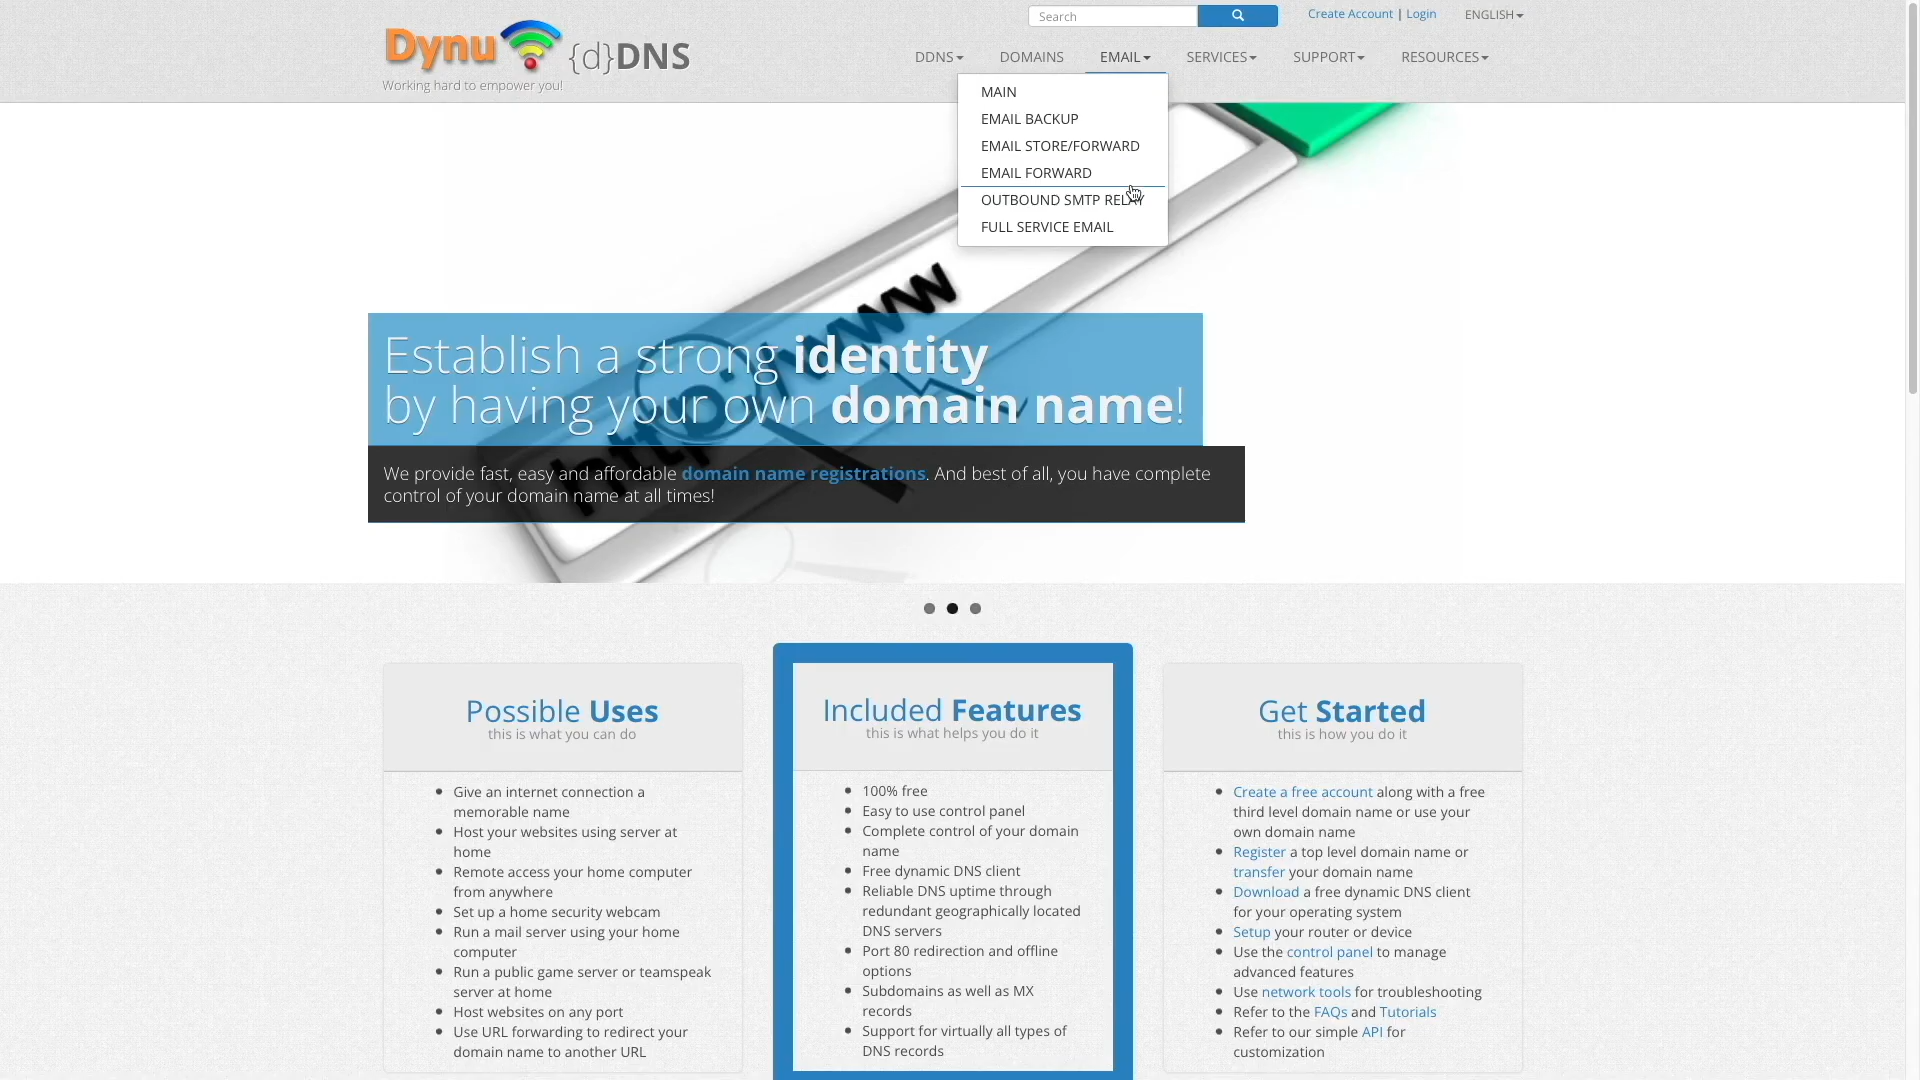 Search
Create Account | Login
ENGLISH
Dynu {d}DNS
Working hard to empower you!
DDNS
DOMAINS
EMAIL
SERVICES
SUPPORT
RESOURCES
MAIN
EMAIL BACKUP
EMAIL STORE/FORWARD
EMAIL FORWARD
OUTBOUND SMTP RELAY
FULL SERVICE EMAIL
http://www
Establish a strong identity
by having your own domain name!
We provide fast, easy and affordable domain name registrations. And best of all, you have complete
control of your domain name at all times!
Possible Uses
this is what you can do
Give an internet connection a
memorable name
Host your websites using server at
home
Remote access your home computer
from anywhere
Set up a home security webcam
Run a mail server using your home
computer
Run a public game server or teamspeak
server at home
Host websites on any port
Use URL forwarding to redirect your
domain name to another URL
Included Features
this is what helps you do it
100% free
Easy to use control panel
Complete control of your domain
name
Free dynamic DNS client
Reliable DNS uptime through
redundant geographically located
DNS servers
Port 80 redirection and offline
options
Subdomains as well as MX
records
Support for virtually all types of
DNS records
Get Started
this is how you do it
Create a free account along with a free
third level domain name or use your
own domain name
Register a top level domain name or
transfer your domain name
Download a free dynamic DNS client
for your operating system
Setup your router or device
Use the control panel to manage
advanced features
Use network tools for troubleshooting
Refer to the FAQs and Tutorials
Refer to our simple API for
customization